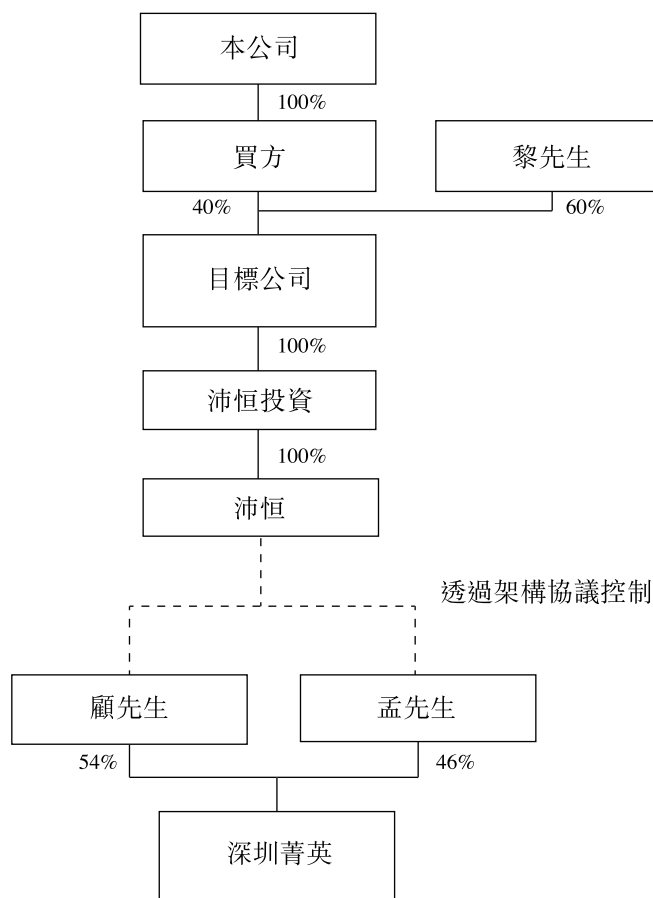 本公司
100%
買方
黎先生
40%
60%
目標公司
100%
沛恒投資
100%
沛恒
透過架構協議控制
顧先生
孟先生
54%
46%
深圳菁英